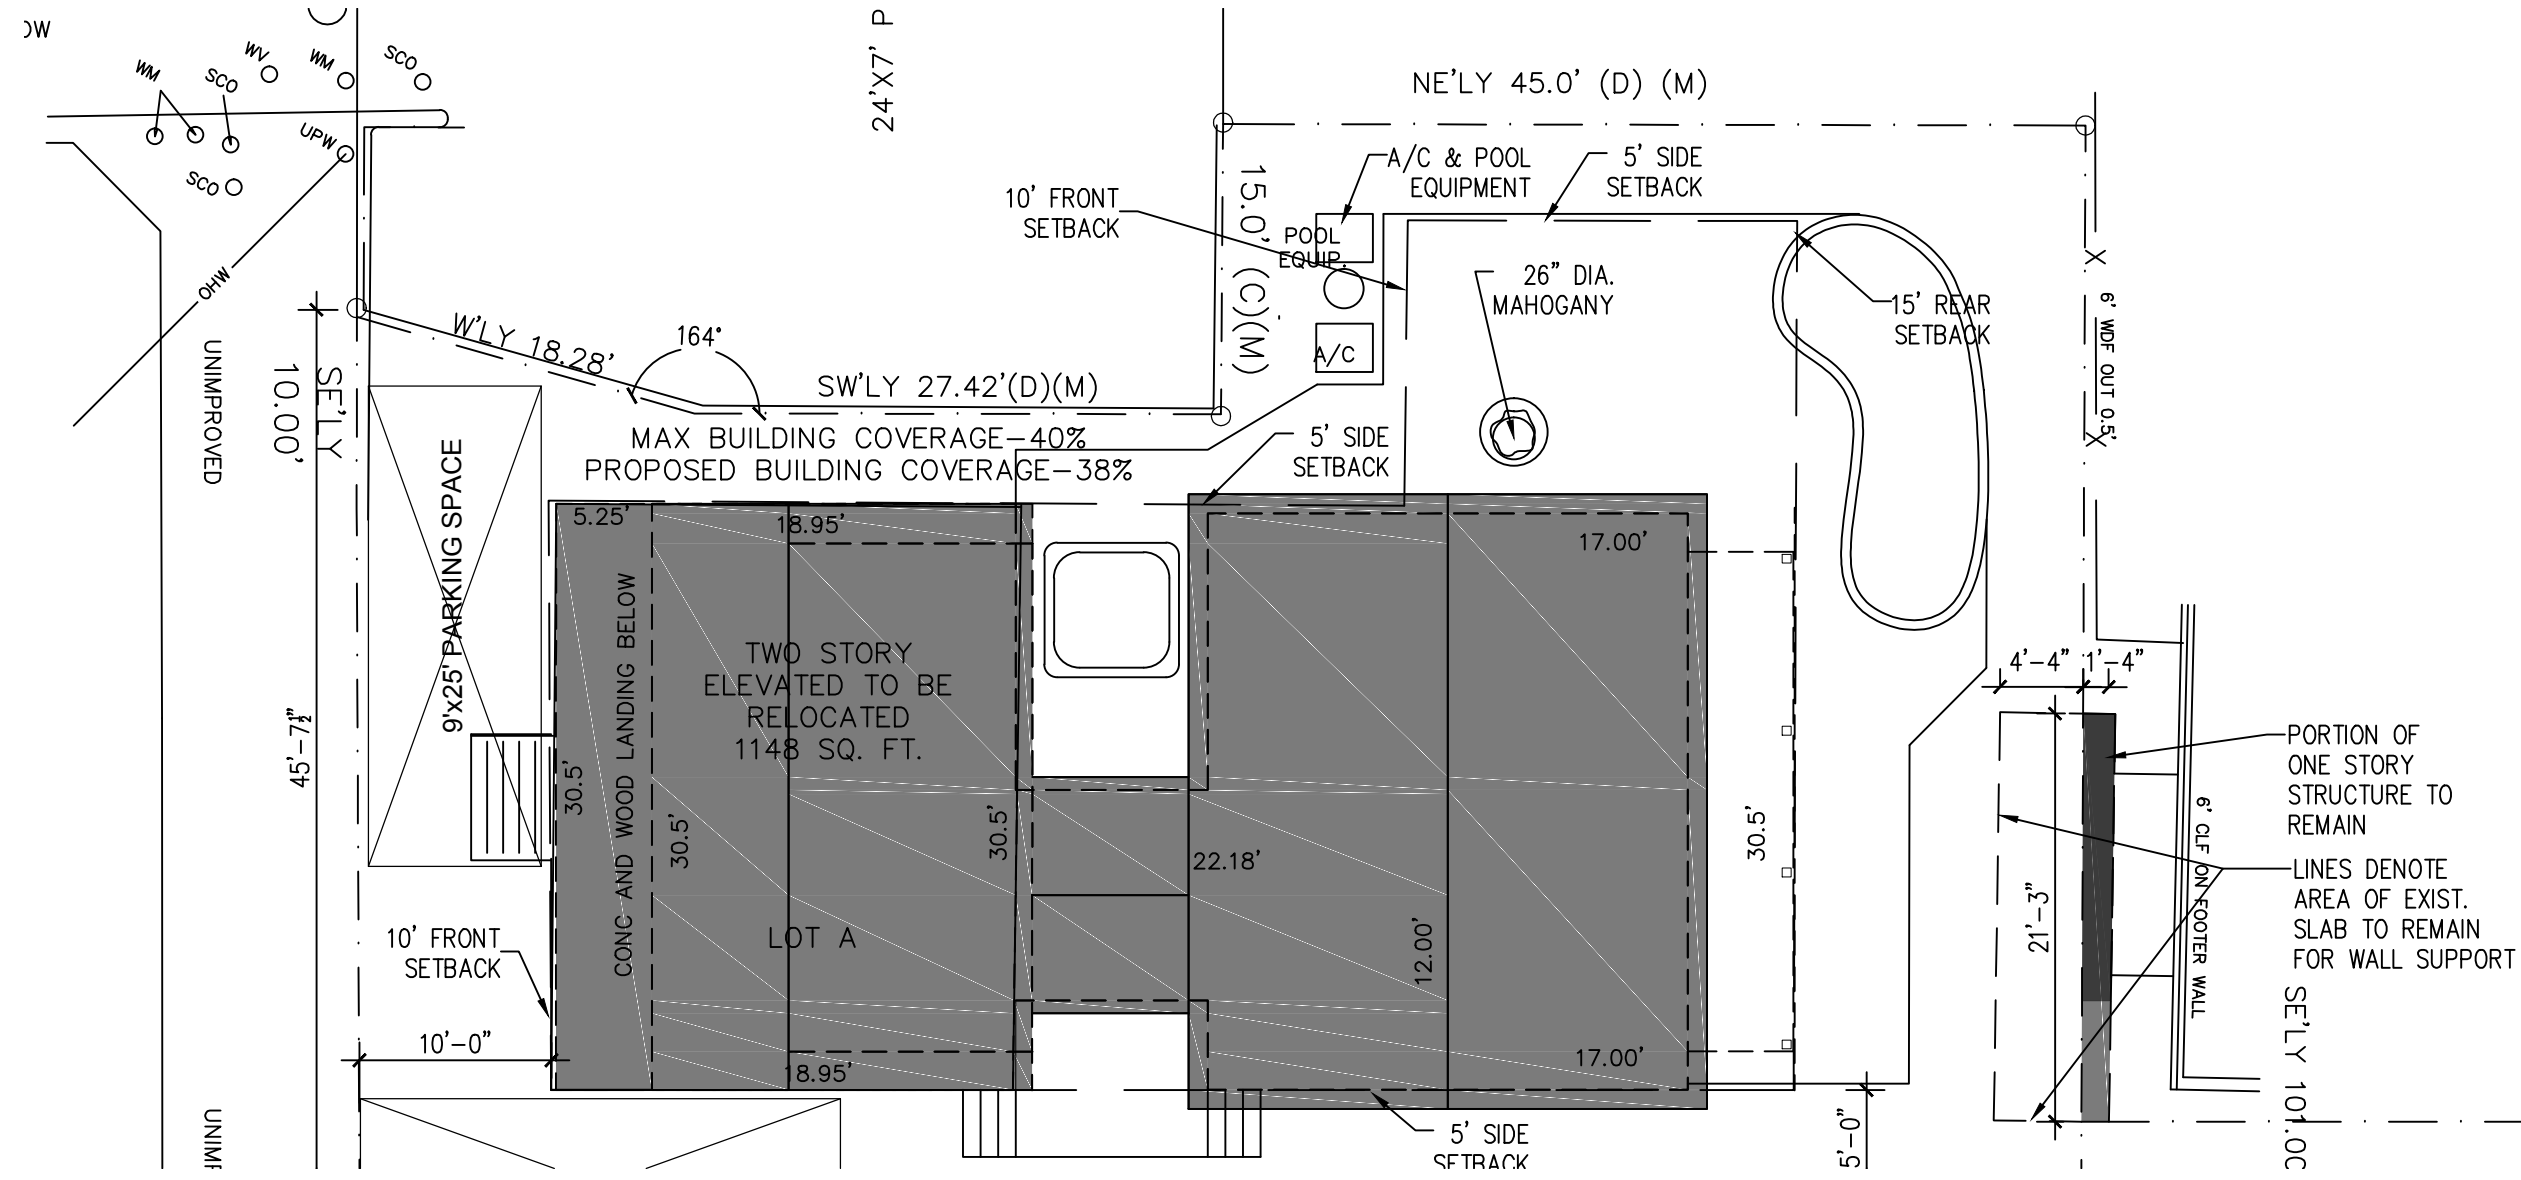 WV
WM
SCO
WM
SCO
UPW
SCO
OHW
24'X7' P
NE'LY 45.0' (D) (M)
A/C & POOL
EQUIPMENT
5' SIDE
SETBACK
10' FRONT
SETBACK
15.0' (C)(M)
POOL
EQUIP.
26" DIA.
MAHOGANY
15' REAR
SETBACK
A/C
X
6' WDF OUT 0.5'
X
W'LY 18.28'
164°
SW'LY 27.42'(D)(M)
UNIMPROVED
SE'LY
10.00'
MAX BUILDING COVERAGE-40%
PROPOSED BUILDING COVERAGE-38%
5' SIDE
SETBACK
9'x25' PARKING SPACE
45'-7½"
5.25'
18.95'
17.00'
CONC AND WOOD LANDING BELOW
TWO STORY
ELEVATED TO BE
RELOCATED
1148 SQ. FT.
30.5'
30.5'
30.5'
22.18'
30.5'
12.00'
LOT A
4'-4"
1'-4"
PORTION OF
ONE STORY
STRUCTURE TO
REMAIN
LINES DENOTE
AREA OF EXIST.
SLAB TO REMAIN
FOR WALL SUPPORT
21'-3"
6' CLF ON FOOTER WALL
SE'LY 101.00
10' FRONT
SETBACK
10'-0"
18.95'
17.00'
5' SIDE
SETBACK
5'-0"